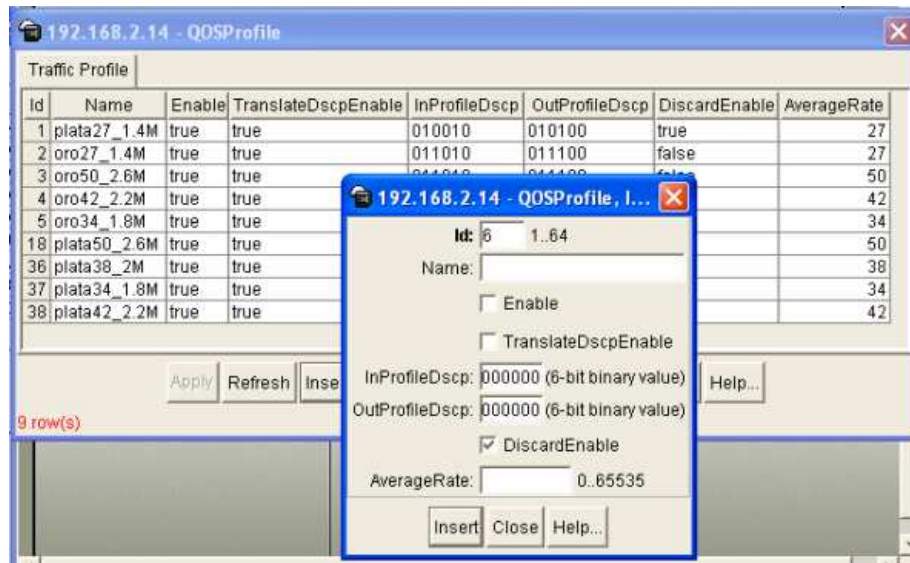 192.168.2.14 - QOSProfile
Traffic Profile
Id Name Enable TranslateDscpEnable InProfileDscp OutProfileDscp DiscardEnable AverageRate
1 plata27_1.4M true true 010010 010100 true 27
2 oro27_1.4M true true 011010 011100 false 27
3 oro50_2.6M true true 50
4 oro42_2.2M true true 42
5 oro34_1.8M true true 34
18 plata50_2.6M true true 50
36 plata38_2M true true 38
37 plata34_1.8M true true 34
38 plata42_2.2M true true 42
Apply Refresh Inse Help...
9 row(s)
192.168.2.14 - QOSProfile, I...
Id: 6 1..64
Name:
Enable
TranslateDscpEnable
InProfileDscp: 000000 (6-bit binary value)
OutProfileDscp: 000000 (6-bit binary value)
DiscardEnable
AverageRate: 0..65535
Insert Close Help...